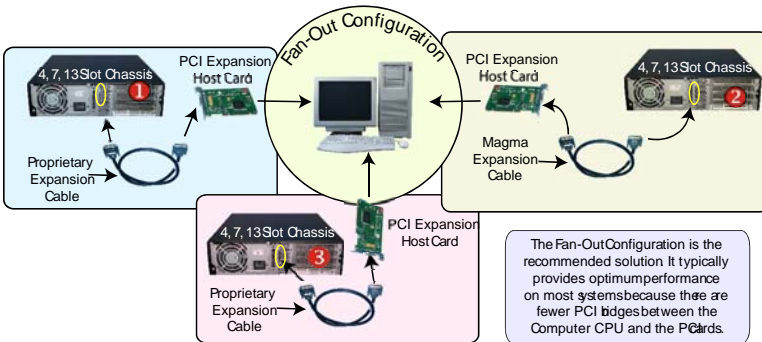 Fan-Out Configuration
4, 7, 13 Slot Chassis
1
PCI Expansion
Host Card
Proprietary
Expansion
Cable
PCI Expansion
Host Card
4, 7, 13 Slot Chassis
2
Magma
Expansion
Cable
4, 7, 13 Slot Chassis
3
PCI Expansion
Host Card
Proprietary
Expansion
Cable
The Fan-Out Configuration is the
recommended solution. It typically
provides optimum performance
on most systems because there are
fewer PCI bridges between the
Computer CPU and the PCI cards.